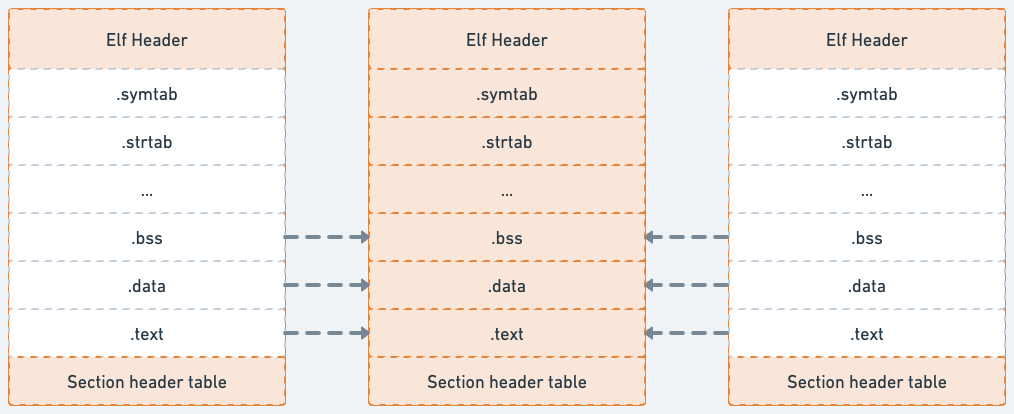 Elf Header
.symtab
.strtab
...
.bss
.data
.text
Section header table
Elf Header
.symtab
.strtab
...
.bss
.data
.text
Section header table
Elf Header
.symtab
.strtab
...
.bss
.data
.text
Section header table